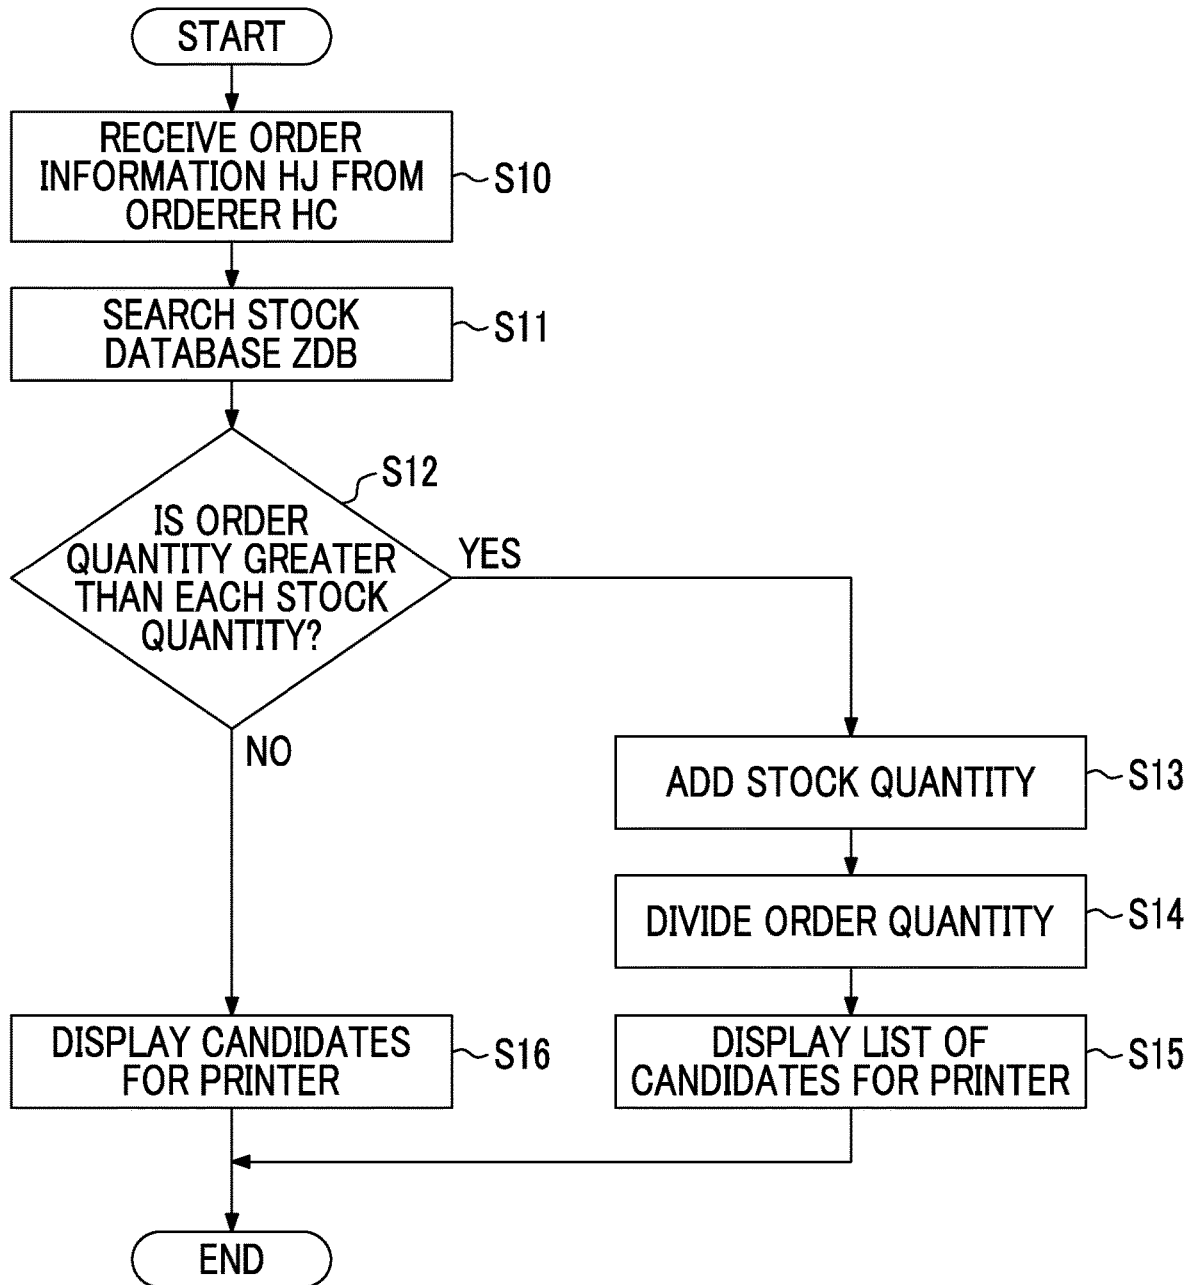 START
RECEIVE ORDER
INFORMATION HJ FROM
ORDERER HC
S10
SEARCH STOCK
DATABASE ZDB
S11
S12
IS ORDER
QUANTITY GREATER
THAN EACH STOCK
QUANTITY?
YES
NO
ADD STOCK QUANTITY
S13
DIVIDE ORDER QUANTITY
S14
DISPLAY CANDIDATES
FOR PRINTER
S16
DISPLAY LIST OF
CANDIDATES FOR PRINTER
S15
END